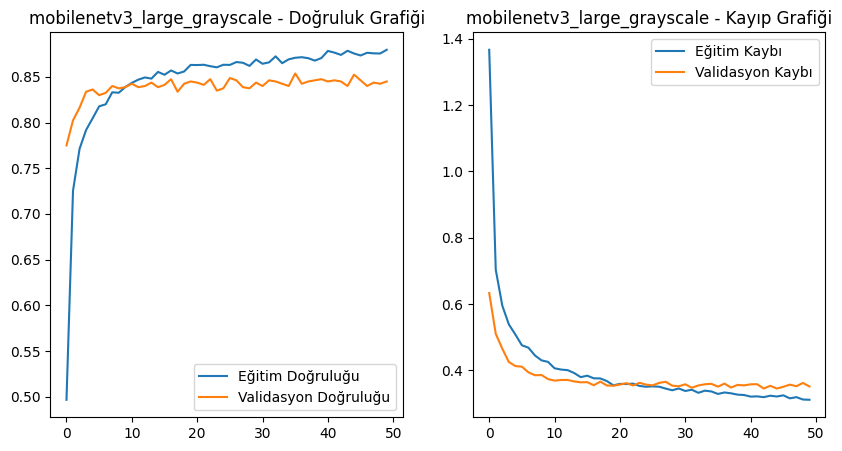 mobilenetv3_large_grayscale - Doğruluk Grafiği
0.85
0.80
0.75
0.70
0.65
0.60
0.55
0.50
Eğitim Doğruluğu
Validasyon Doğruluğu
0 10 20 30 40 50
mobilenetv3_large_grayscale - Kayıp Grafiği
1.4
1.2
1.0
0.8
0.6
0.4
Eğitim Kaybı
Validasyon Kaybı
0 10 20 30 40 50